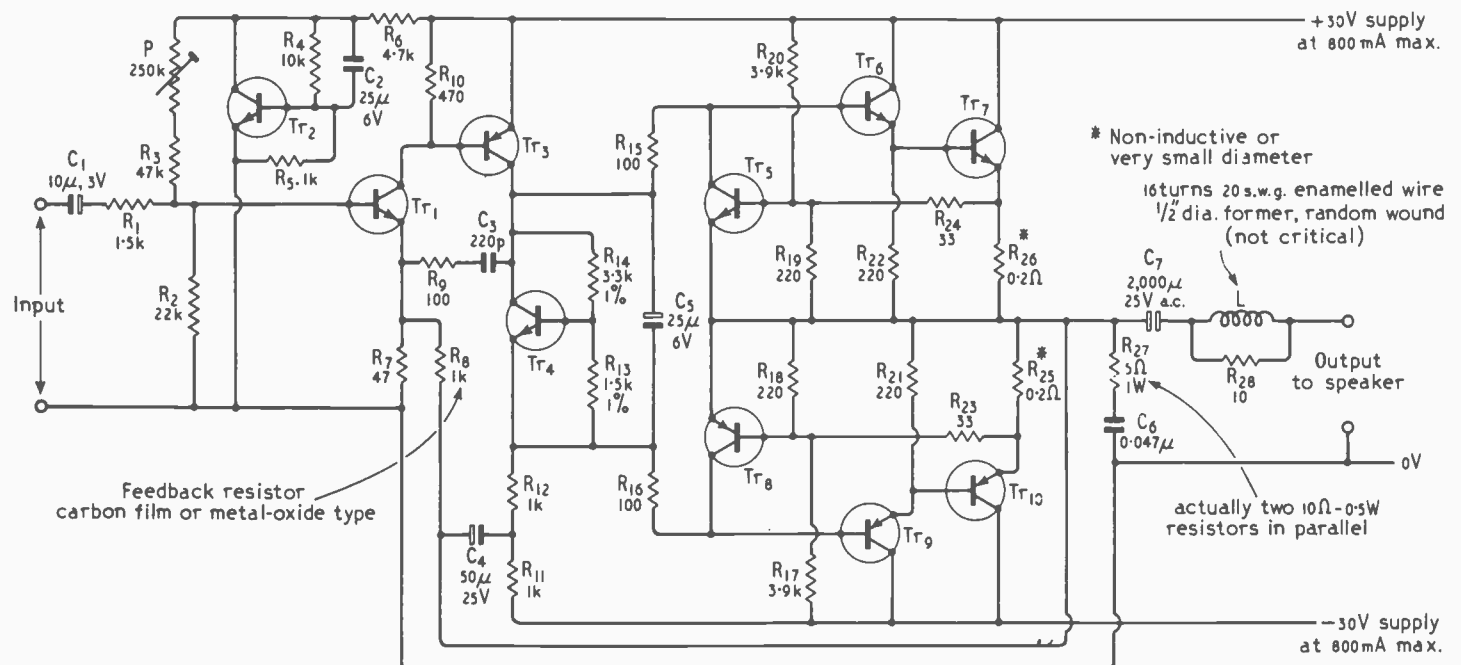 +30V supply
at 800mA max.
P
250k
R4
10k
C2
25μ
6V
R6
4·7k
R10
470
R20
3·9k
Tr6
Tr7
Tr2
Tr3
R3
47k
R5·1k
C1
10μ, 3V
R1
1·5k
R2
22k
Input
Tr1
C3
220p
R9
100
R7
47
R8
1k
R14
3·3k
1%
Tr4
R13
1·5k
1%
R15
100
C5
25μ
6V
Tr5
R19
220
R22
220
R24
33
*
R26
0·2Ω
* Non-inductive or
very small diameter
16 turns 20 s.w.g. enamelled wire
1/2" dia. former, random wound
(not critical)
C7
2,000μ
25V a.c.
L
R28
10
Output
to speaker
R27
5Ω
1W
C6
0·047μ
0V
R18
220
R21
220
*
R25
0·2Ω
R23
33
Tr8
Tr9
Tr10
R12
1k
R16
100
R11
1k
C4
50μ
25V
R17
3·9k
Feedback resistor
carbon film or metal-oxide type
actually two 10Ω-0·5W
resistors in parallel
-30V supply
at 800mA max.